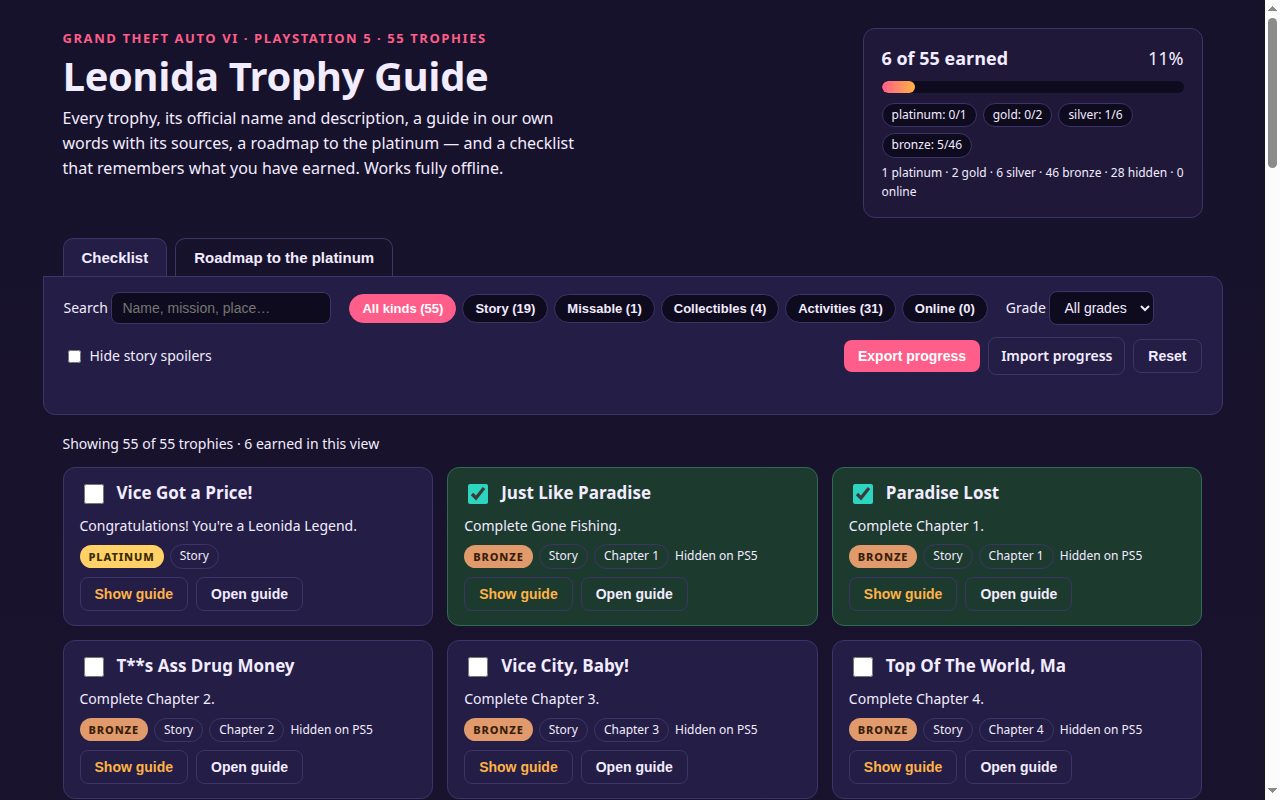 GRAND THEFT AUTO VI · PLAYSTATION 5 · 55 TROPHIES
Leonida Trophy Guide
Every trophy, its official name and description, a guide in our own
words with its sources, a roadmap to the platinum — and a checklist
that remembers what you have earned. Works fully offline.
6 of 55 earned 11%
platinum: 0/1 gold: 0/2 silver: 1/6
bronze: 5/46
1 platinum · 2 gold · 6 silver · 46 bronze · 28 hidden · 0
online
Checklist Roadmap to the platinum
Search Name, mission, place… All kinds (55) Story (19) Missable (1) Collectibles (4) Activities (31) Online (0) Grade All grades
Hide story spoilers Export progress Import progress Reset
Showing 55 of 55 trophies · 6 earned in this view
Vice Got a Price!
Congratulations! You're a Leonida Legend.
PLATINUM Story
Show guide Open guide
Just Like Paradise
Complete Gone Fishing.
BRONZE Story Chapter 1 Hidden on PS5
Show guide Open guide
Paradise Lost
Complete Chapter 1.
BRONZE Story Chapter 1 Hidden on PS5
Show guide Open guide
T**s Ass Drug Money
Complete Chapter 2.
BRONZE Story Chapter 2 Hidden on PS5
Show guide Open guide
Vice City, Baby!
Complete Chapter 3.
BRONZE Story Chapter 3 Hidden on PS5
Show guide Open guide
Top Of The World, Ma
Complete Chapter 4.
BRONZE Story Chapter 4 Hidden on PS5
Show guide Open guide